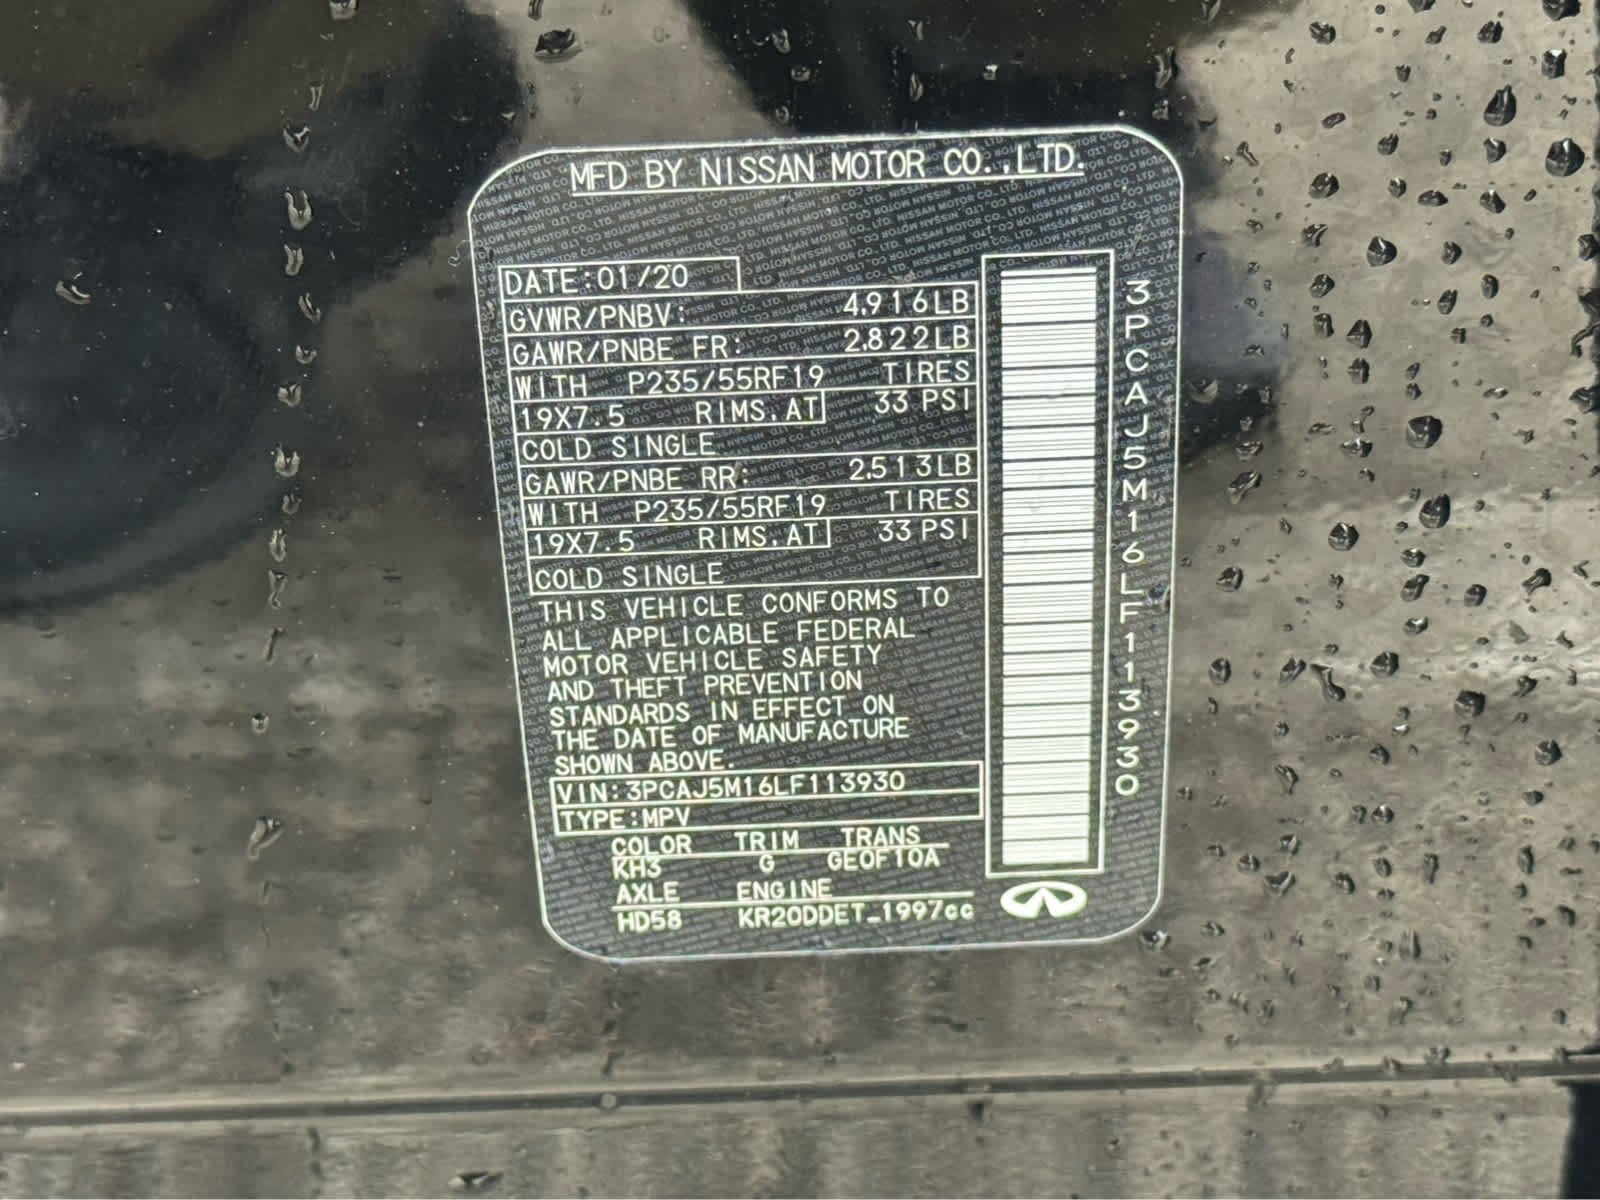 MFD BY NISSAN MOTOR CO.,LTD.
DATE:01/20
GVWR/PNBV: 4,916LB
GAWR/PNBE FR: 2,822LB
WITH P235/55RF19 TIRES
19X7.5 RIMS,AT 33 PSI
COLD SINGLE
GAWR/PNBE RR: 2,513LB
WITH P235/55RF19 TIRES
19X7.5 RIMS,AT 33 PSI
COLD SINGLE
THIS VEHICLE CONFORMS TO
ALL APPLICABLE FEDERAL
MOTOR VEHICLE SAFETY
AND THEFT PREVENTION
STANDARDS IN EFFECT ON
THE DATE OF MANUFACTURE
SHOWN ABOVE.
VIN:3PCAJ5M16LF113930
TYPE:MPV
COLOR TRIM TRANS
KH3 G GE0F10A
AXLE ENGINE
HD58 KR20DDET_1997cc
3PCAJ5M16LF113930